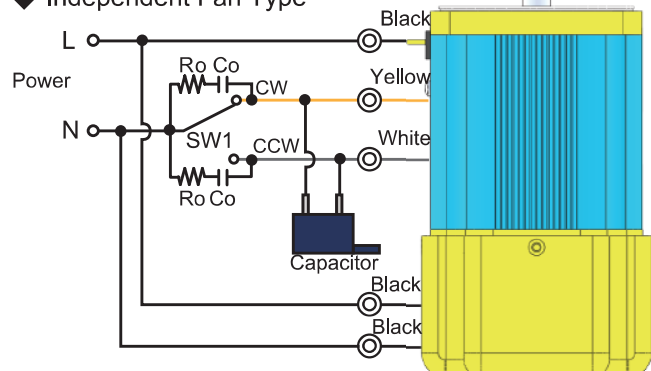 ◆ Independent Fan Type
Black
L
Ro Co
Power
CW
Yellow
N
SW1
CCW
White
Ro Co
Capacitor
Black
Black